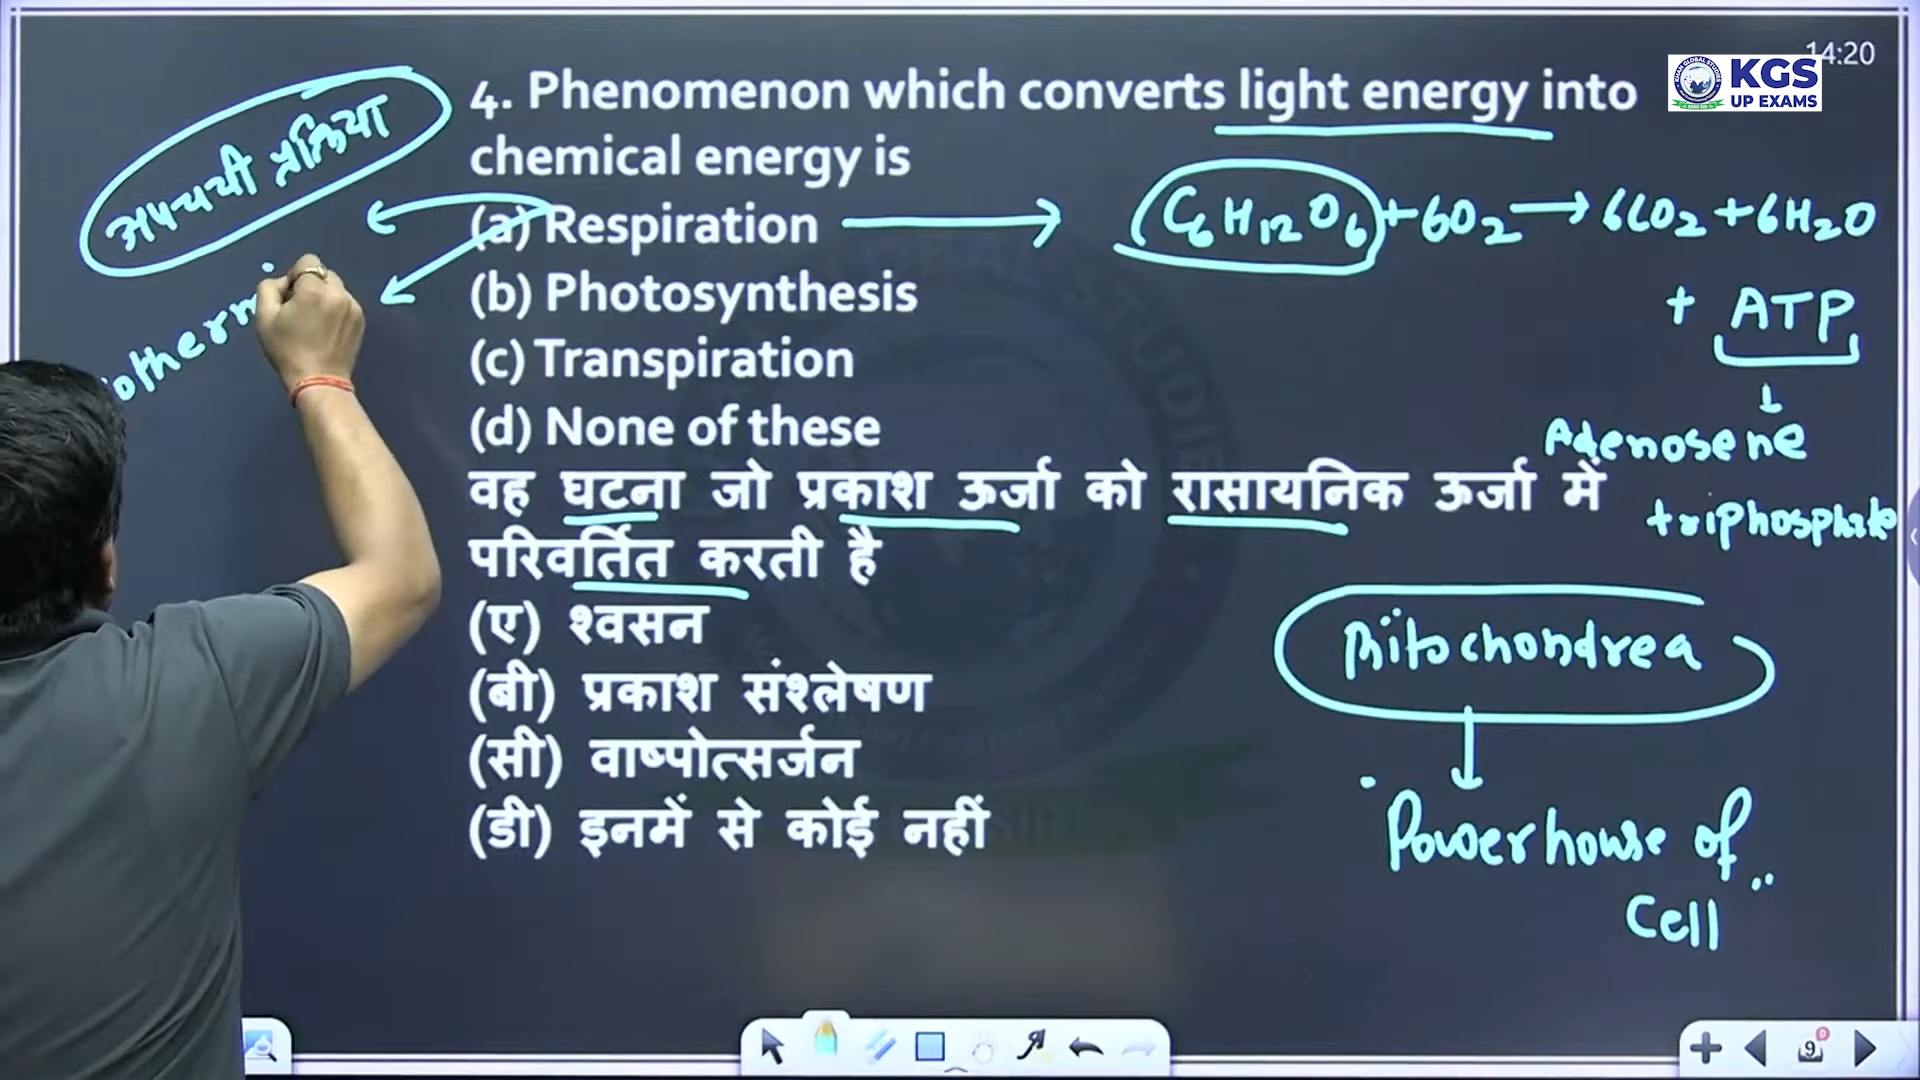 14:20
KGS
UP EXAMS
4. Phenomenon which converts light energy into
chemical energy is
(a) Respiration
(b) Photosynthesis
(c) Transpiration
(d) None of these
वह घटना जो प्रकाश ऊर्जा को रासायनिक ऊर्जा में
परिवर्तित करती है
(ए) श्वसन
(बी) प्रकाश संश्लेषण
(सी) वाष्पोत्सर्जन
(डी) इनमें से कोई नहीं
अपचयी प्रक्रिया
C6H12O6+6O2→6CO2+6H2O
+ ATP
Adenosene
triphosphate
Mitochondrea
"Powerhouse of
Cell"
9